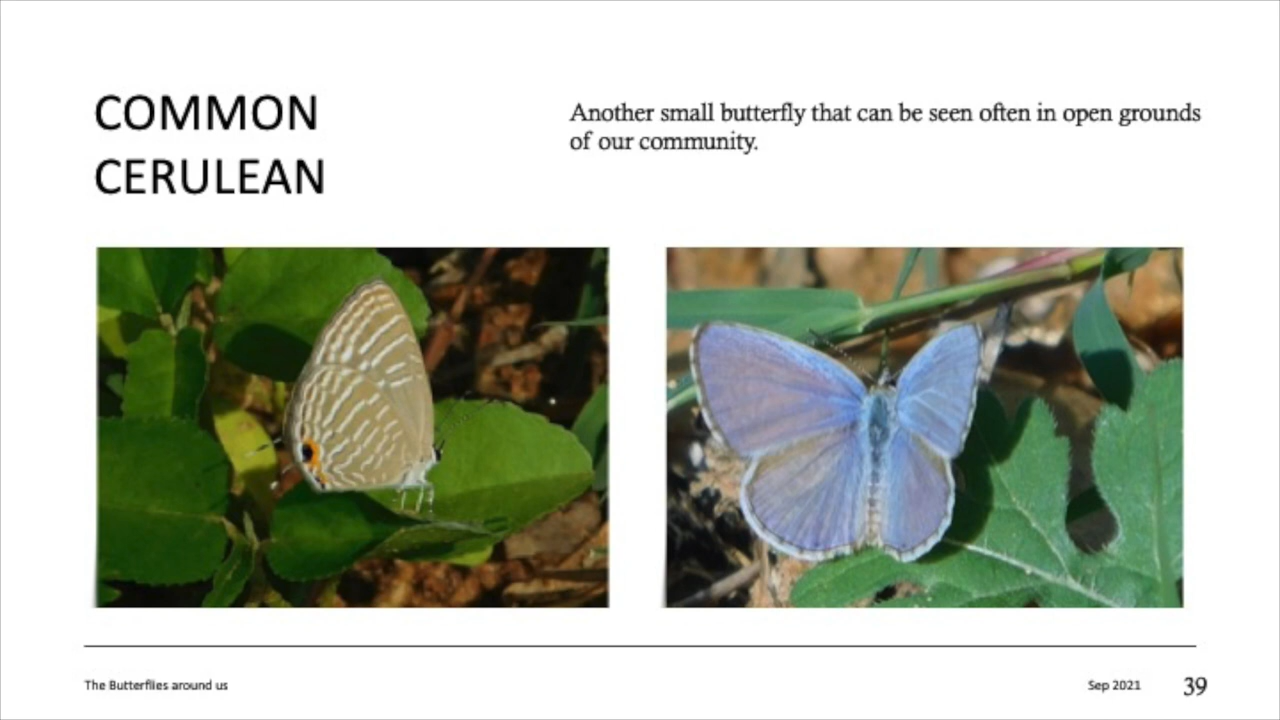 COMMON
CERULEAN
Another small butterfly that can be seen often in open grounds
of our community.
The Butterflies around us
Sep 2021
39